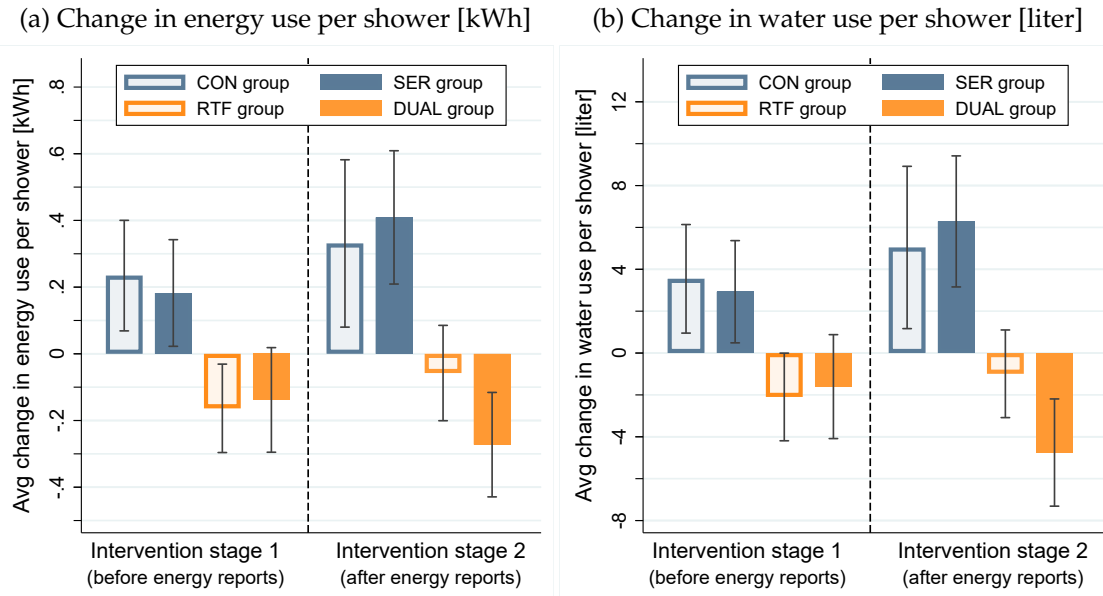 (a) Change in energy use per shower [kWh]
Avg change in energy use per shower [kWh]
.8
.6
.4
.2
0
-.2
-.4
CON group
SER group
RTF group
DUAL group
Intervention stage 1
(before energy reports)
Intervention stage 2
(after energy reports)
(b) Change in water use per shower [liter]
Avg change in water use per shower [liter]
12
8
4
0
-4
-8
CON group
SER group
RTF group
DUAL group
Intervention stage 1
(before energy reports)
Intervention stage 2
(after energy reports)